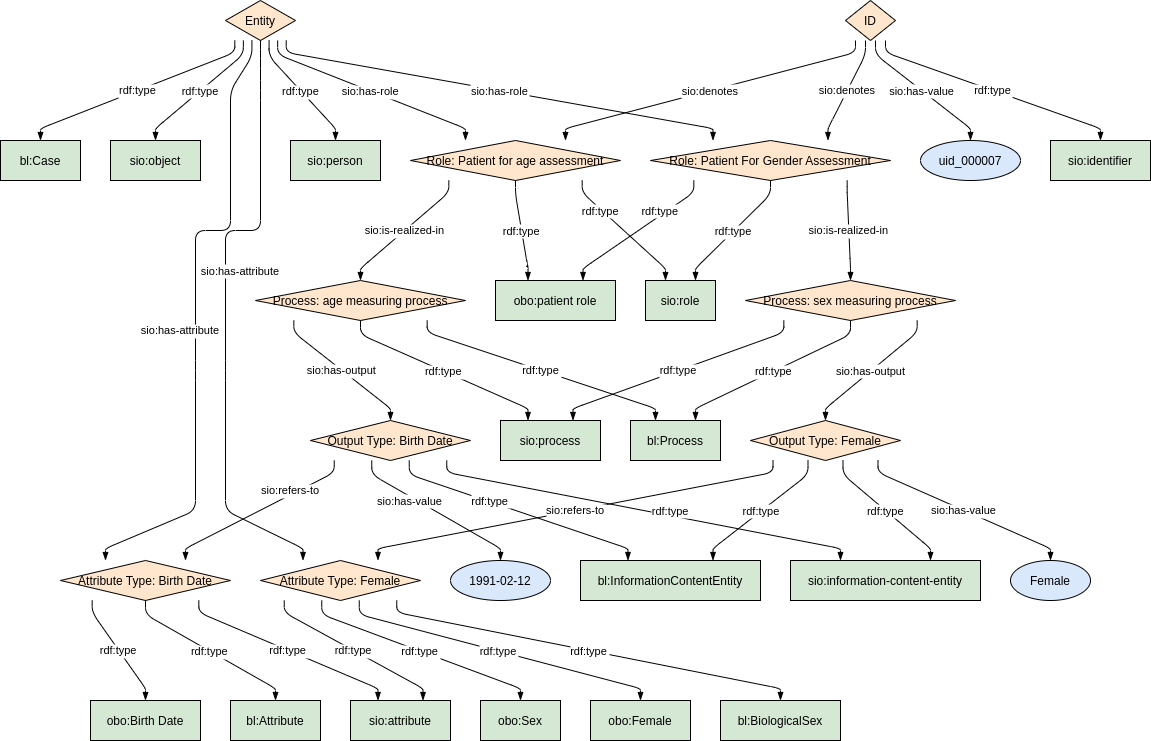 Entity
ID
rdf:type
rdf:type
rdf:type
sio:has-role
sio:has-role
sio:denotes
sio:denotes
sio:has-value
rdf:type
bl:Case
sio:object
sio:person
Role: Patient for age assessment
Role: Patient For Gender Assessment
uid_000007
sio:identifier
rdf:type
rdf:type
sio:is-realized-in
rdf:type
rdf:type
sio:is-realized-in
sio:has-attribute
Process: age measuring process
obo:patient role
sio:role
Process: sex measuring process
sio:has-attribute
sio:has-output
rdf:type
rdf:type
rdf:type
rdf:type
sio:has-output
Output Type: Birth Date
sio:process
bl:Process
Output Type: Female
sio:refers-to
sio:has-value
rdf:type
sio:refers-to
rdf:type
rdf:type
rdf:type
sio:has-value
Attribute Type: Birth Date
Attribute Type: Female
1991-02-12
bl:InformationContentEntity
sio:information-content-entity
Female
rdf:type
rdf:type
rdf:type
rdf:type
rdf:type
rdf:type
rdf:type
obo:Birth Date
bl:Attribute
sio:attribute
obo:Sex
obo:Female
bl:BiologicalSex